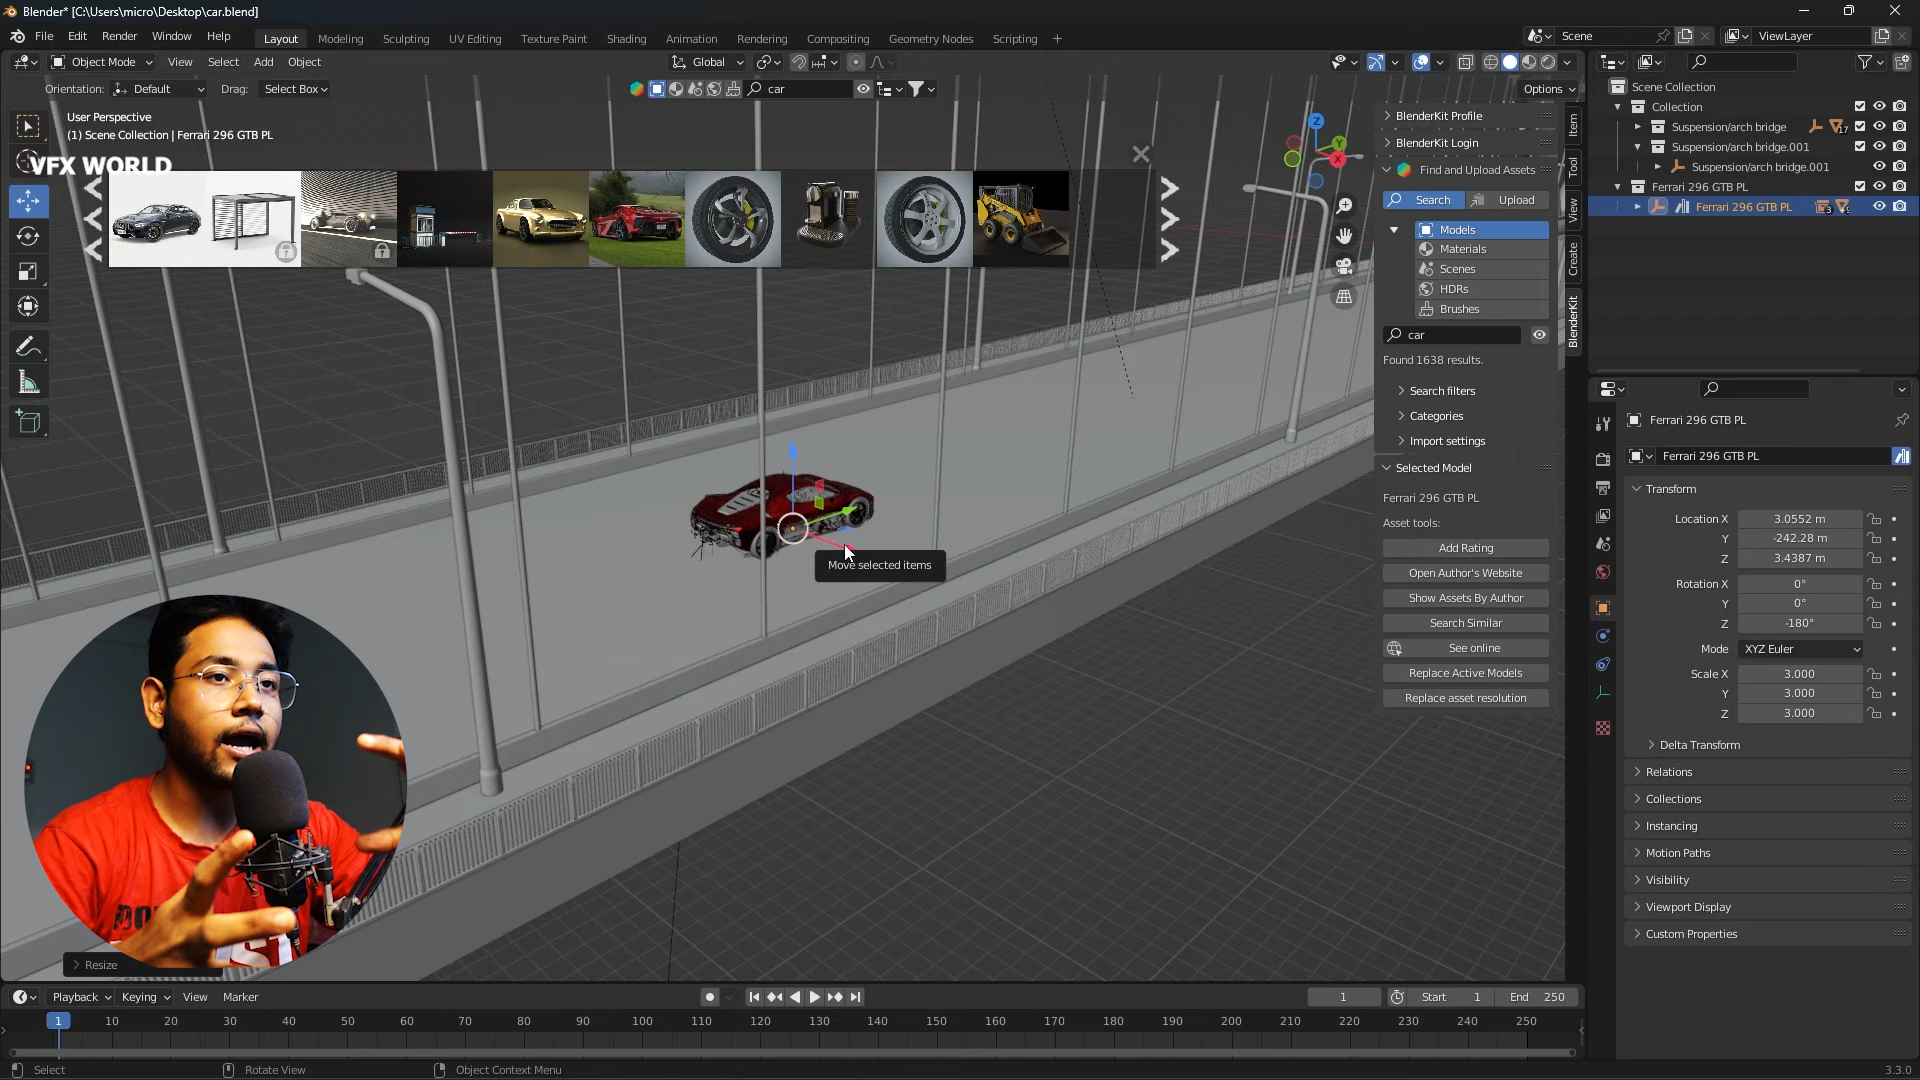 Blender* [C:\Users\micro\Desktop\car.blend]
File Edit Render Window Help
Layout Modeling Sculpting UV Editing Texture Paint Shading Animation Rendering Compositing Geometry Nodes Scripting +
Scene
ViewLayer
Object Mode View Select Add Object
Global
Orientation: Default Drag: Select Box
car
Options
User Perspective
(1) Scene Collection | Ferrari 296 GTB PL
VFX WORLD
Z
Y
X
Move selected items
Resize
BlenderKit Profile
BlenderKit Login
Find and Upload Assets
Search Upload
Models
Materials
Scenes
HDRs
Brushes
car
Found 1638 results.
Search filters
Categories
Import settings
Selected Model
Ferrari 296 GTB PL
Asset tools:
Add Rating
Open Author's Website
Show Assets By Author
Search Similar
See online
Replace Active Models
Replace asset resolution
Item
Tool
View
Create
BlenderKit
Scene Collection
Collection
Suspension/arch bridge 17
Suspension/arch bridge.001
Suspension/arch bridge.001
Ferrari 296 GTB PL
Ferrari 296 GTB PL 3
Ferrari 296 GTB PL
Ferrari 296 GTB PL
Transform
Location X 3.0552 m
Y -242.28 m
Z 3.4387 m
Rotation X 0°
Y 0°
Z -180°
Mode XYZ Euler
Scale X 3.000
Y 3.000
Z 3.000
Delta Transform
Relations
Collections
Instancing
Motion Paths
Visibility
Viewport Display
Custom Properties
Playback Keying View Marker
1 Start 1 End 250
1 10 20 30 40 50 60 70 80 90 100 110 120 130 140 150 160 170 180 190 200 210 220 230 240 250
Select Rotate View Object Context Menu
3.3.0